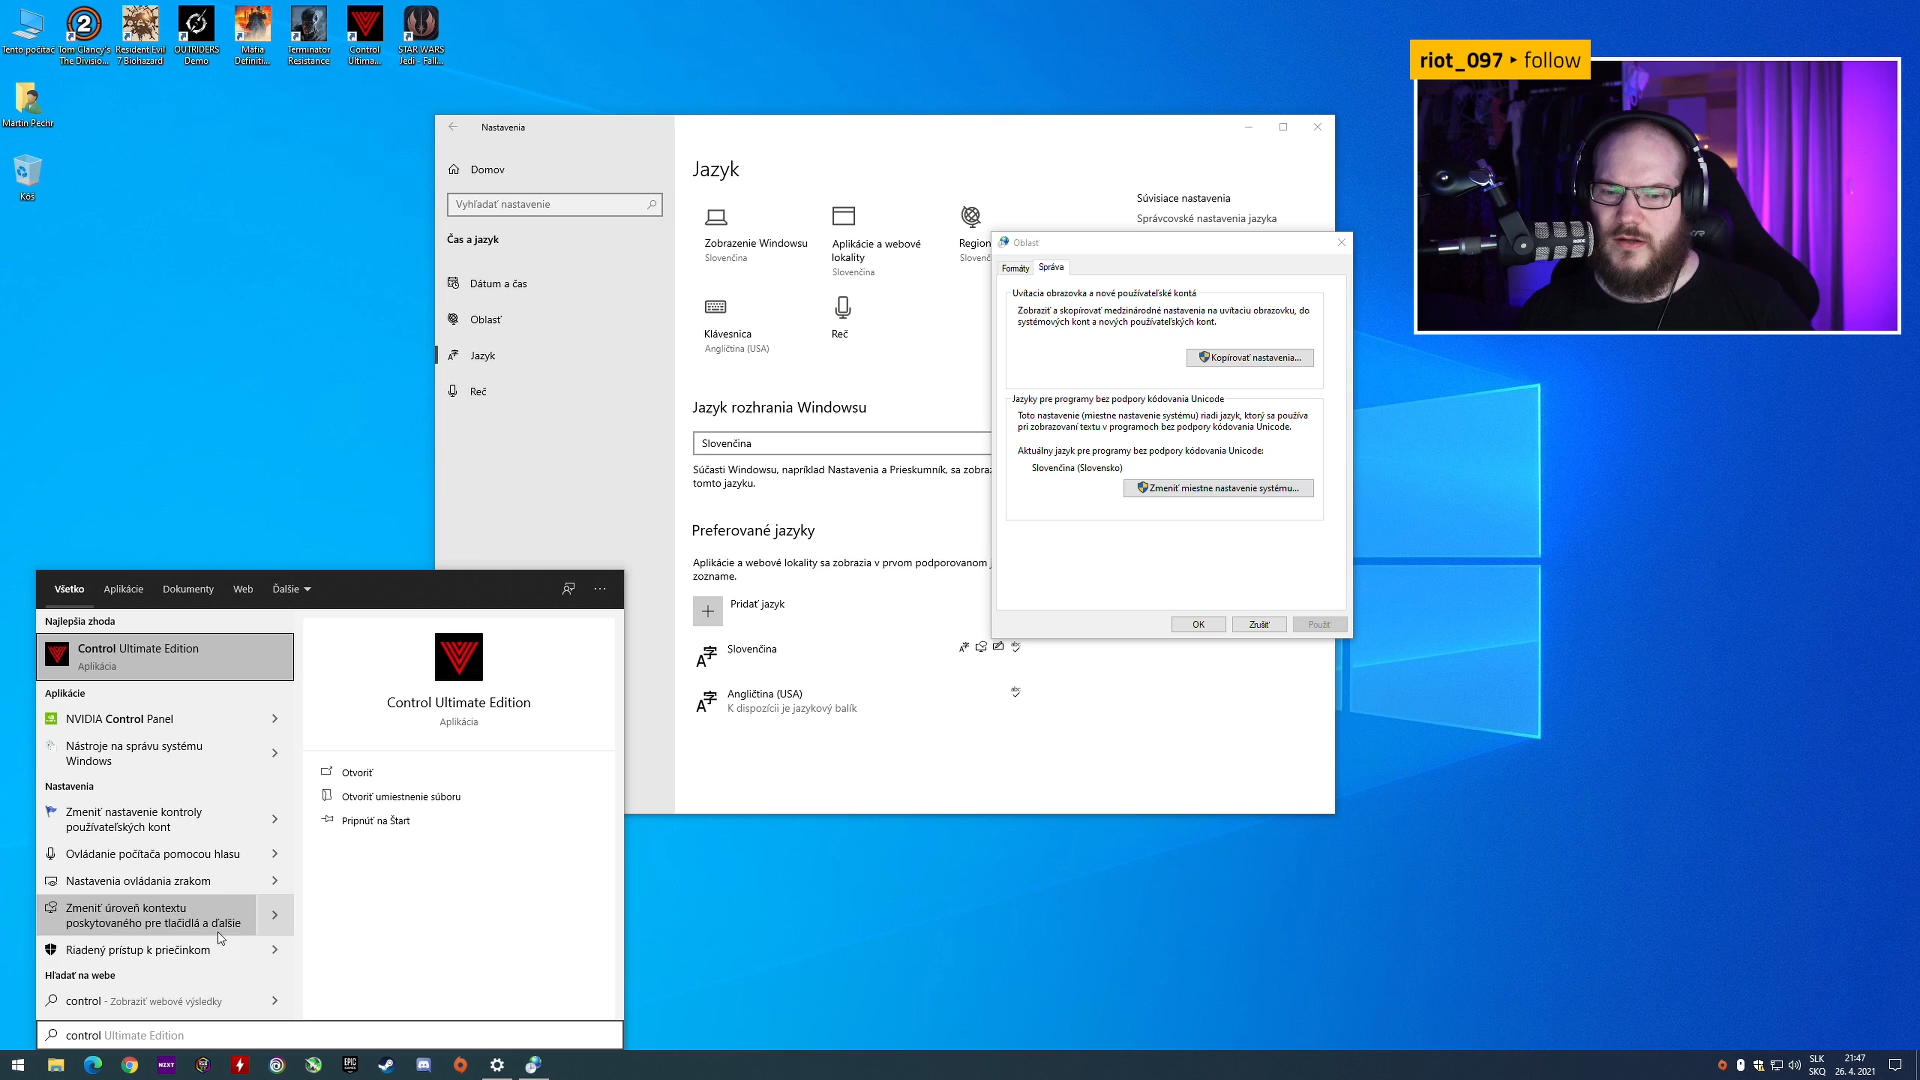 Tento počítač
Tom Clancy's
The Divisio...
Resident Evil
7 Biohazard
OUTRIDERS
Demo
Mafia
Definiti...
Terminator
Resistance
Control
Ultima...
STAR WARS
Jedi - Fall...
Martin Pechr
Kôš
riot_097 ‣ follow
Nastavenia
Domov
Vyhľadať nastavenie
Čas a jazyk
Dátum a čas
Oblasť
Jazyk
Reč
Jazyk
Zobrazenie Windowsu
Slovenčina
Aplikácie a webové
lokality
Slovenčina
Region
Slovenč
Klávesnica
Angličtina (USA)
Reč
Súvisiace nastavenia
Správcovské nastavenia jazyka
Jazyk rozhrania Windowsu
Slovenčina
Súčasti Windowsu, napríklad Nastavenia a Prieskumník, sa zobraz
tomto jazyku.
Preferované jazyky
Aplikácie a webové lokality sa zobrazia v prvom podporovanom j
zozname.
Pridať jazyk
Slovenčina
Angličtina (USA)
K dispozícii je jazykový balík
Oblasť
Formáty
Správa
Uvítacia obrazovka a nové používateľské kontá
Zobraziť a skopírovať medzinárodné nastavenia na uvítaciu obrazovku, do
systémových kont a nových používateľských kont.
Kopírovať nastavenia...
Jazyky pre programy bez podpory kódovania Unicode
Toto nastavenie (miestne nastavenie systému) riadi jazyk, ktorý sa používa
pri zobrazovaní textu v programoch bez podpory kódovania Unicode.
Aktuálny jazyk pre programy bez podpory kódovania Unicode:
Slovenčina (Slovensko)
Zmeniť miestne nastavenie systému...
OK
Zrušiť
Použiť
Všetko
Aplikácie
Dokumenty
Web
Ďalšie
Najlepšia zhoda
Control Ultimate Edition
Aplikácia
Aplikácie
NVIDIA Control Panel
Nástroje na správu systému
Windows
Nastavenia
Zmeniť nastavenie kontroly
používateľských kont
Ovládanie počítača pomocou hlasu
Nastavenia ovládania zrakom
Zmeniť úroveň kontextu
poskytovaného pre tlačidlá a ďalšie
Riadený prístup k priečinkom
Hľadať na webe
control - Zobraziť webové výsledky
control Ultimate Edition
Control Ultimate Edition
Aplikácia
Otvoriť
Otvoriť umiestnenie súboru
Pripnúť na Štart
NZXT
EPIC
GAMES
SLK
SKQ
21:47
26. 4. 2021